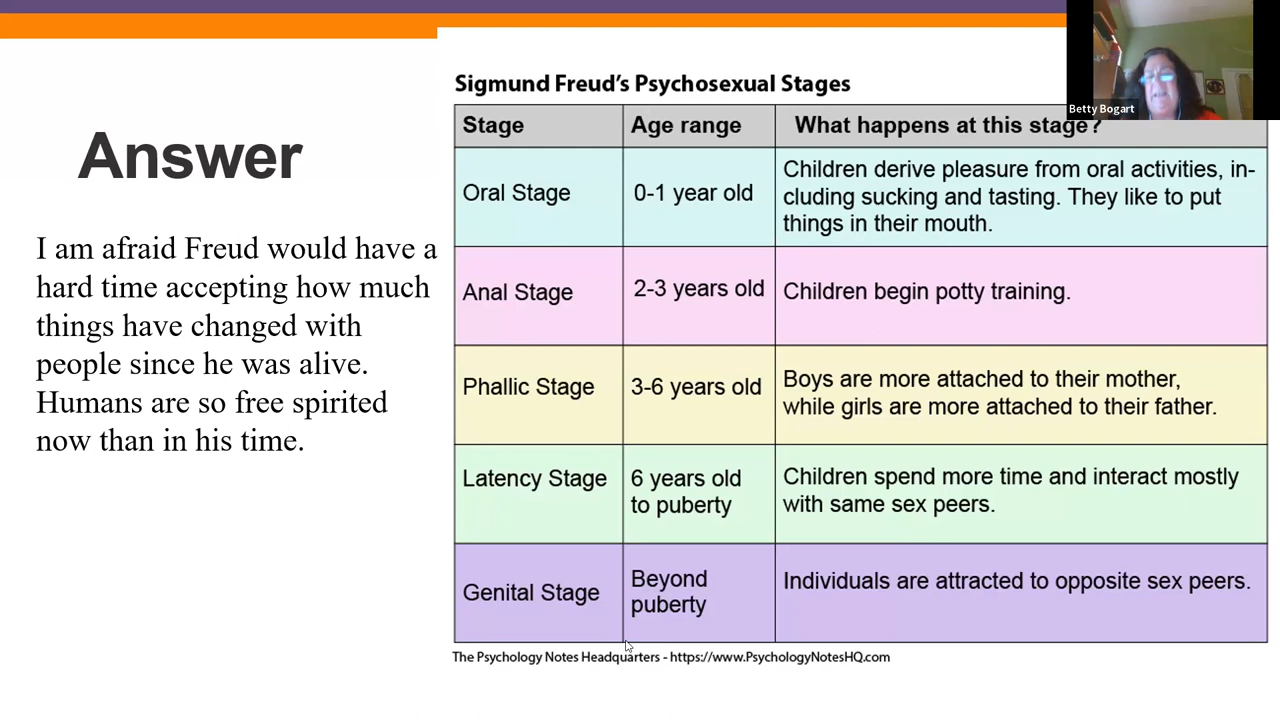 Betty Bogart
Answer
I am afraid Freud would have a
hard time accepting how much
things have changed with
people since he was alive.
Humans are so free spirited
now than in his time.
Sigmund Freud's Psychosexual Stages
Stage Age range What happens at this stage?
Oral Stage 0-1 year old Children derive pleasure from oral activities, in-
cluding sucking and tasting. They like to put
things in their mouth.
Anal Stage 2-3 years old Children begin potty training.
Phallic Stage 3-6 years old Boys are more attached to their mother,
while girls are more attached to their father.
Latency Stage 6 years old
to puberty
Children spend more time and interact mostly
with same sex peers.
Genital Stage Beyond
puberty
Individuals are attracted to opposite sex peers.
The Psychology Notes Headquarters - https://www.PsychologyNotesHQ.com